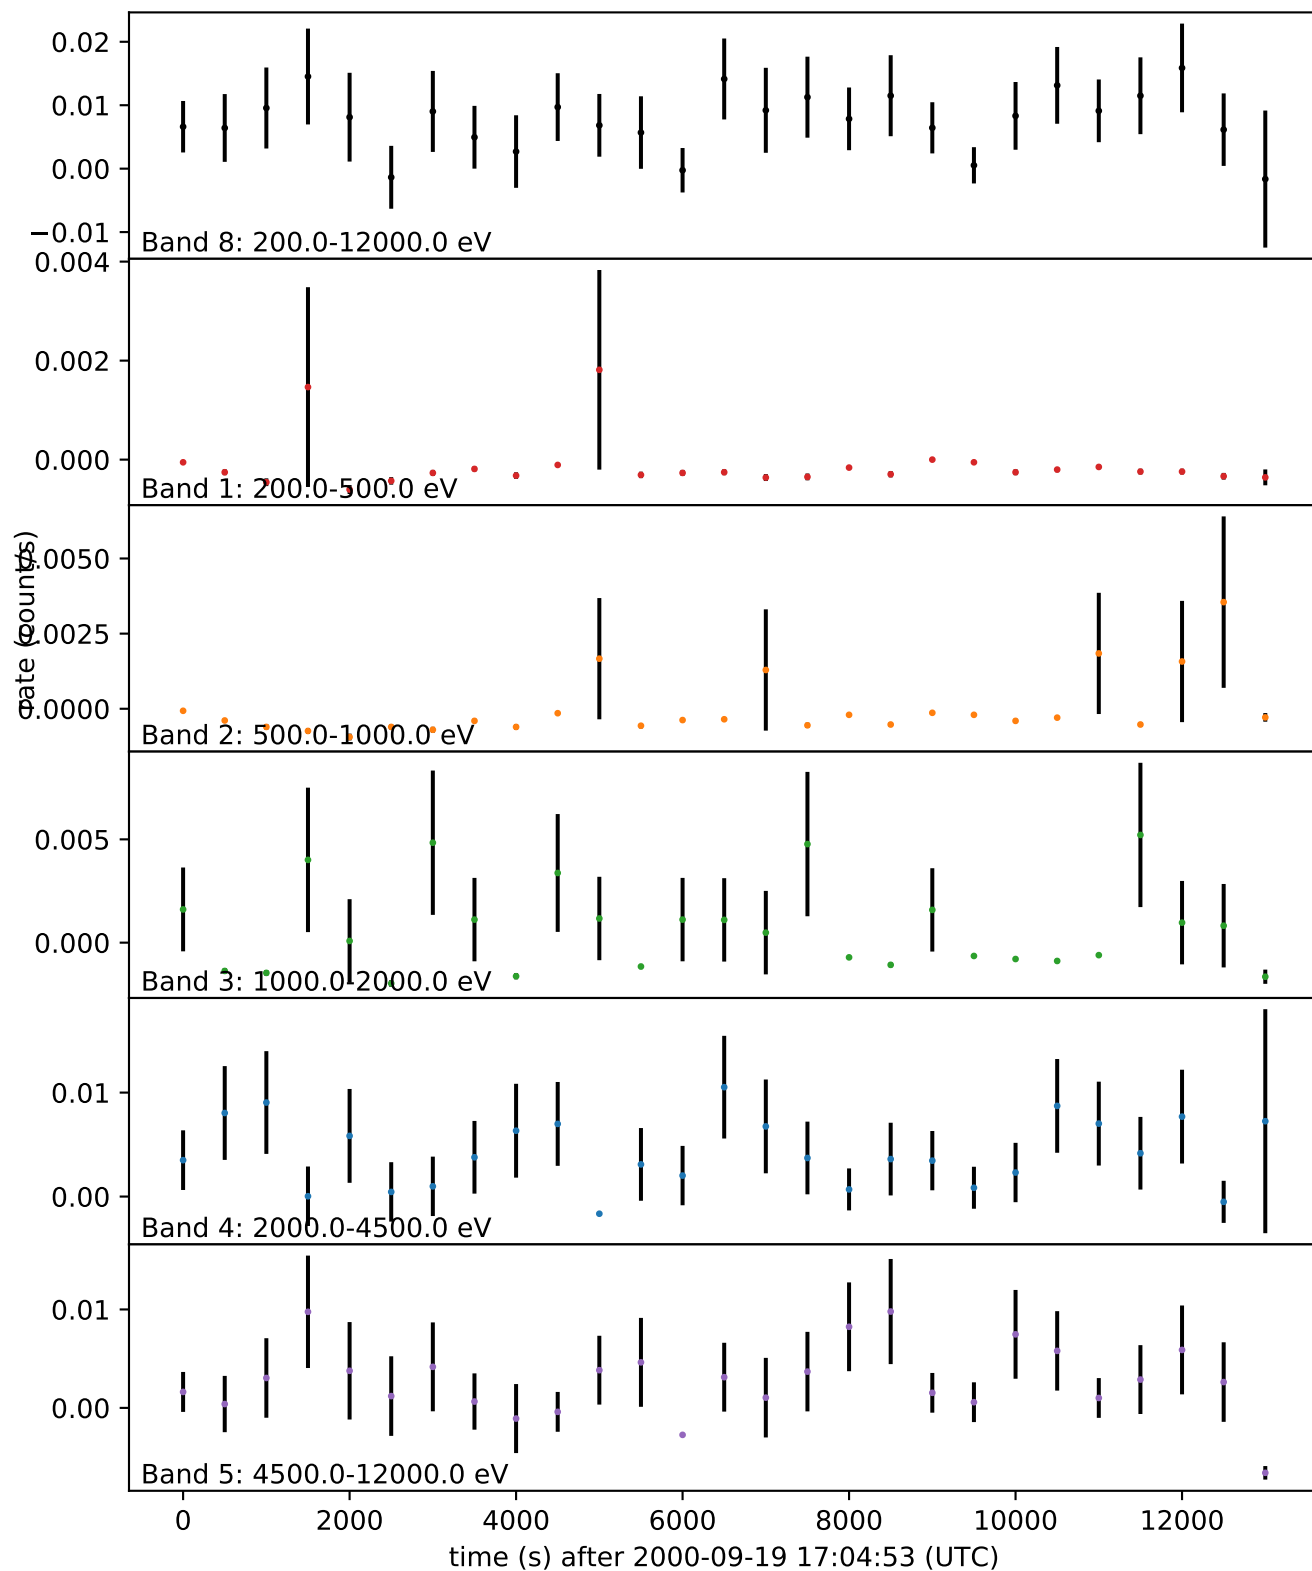 0.02
0.01
0.00
−0.01
Band 8: 200.0-12000.0 eV
0.004
0.002
0.000
Band 1: 200.0-500.0 eV
rate (count/s)
0.0050
0.0025
0.0000
Band 2: 500.0-1000.0 eV
0.005
0.000
Band 3: 1000.0-2000.0 eV
0.01
0.00
Band 4: 2000.0-4500.0 eV
0.01
0.00
Band 5: 4500.0-12000.0 eV
0 2000 4000 6000 8000 10000 12000
time (s) after 2000-09-19 17:04:53 (UTC)